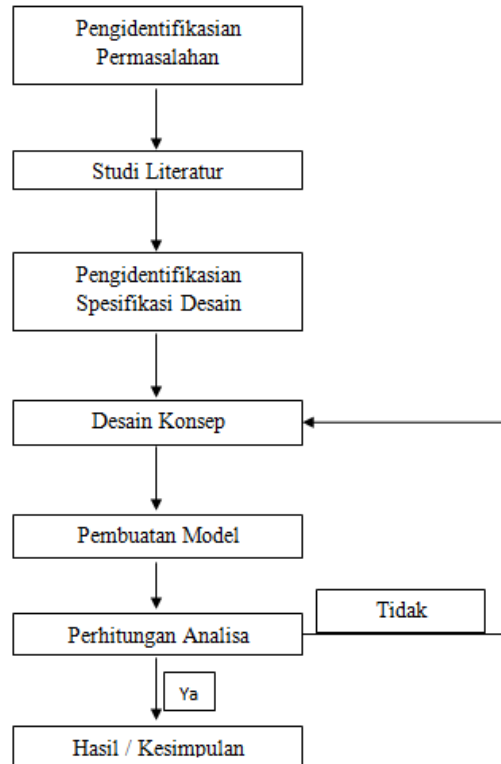 Pengidentifikasian
Permasalahan
Studi Literatur
Pengidentifikasian
Spesifikasi Desain
Desain Konsep
Pembuatan Model
Tidak
Perhitungan Analisa
Ya
Hasil / Kesimpulan